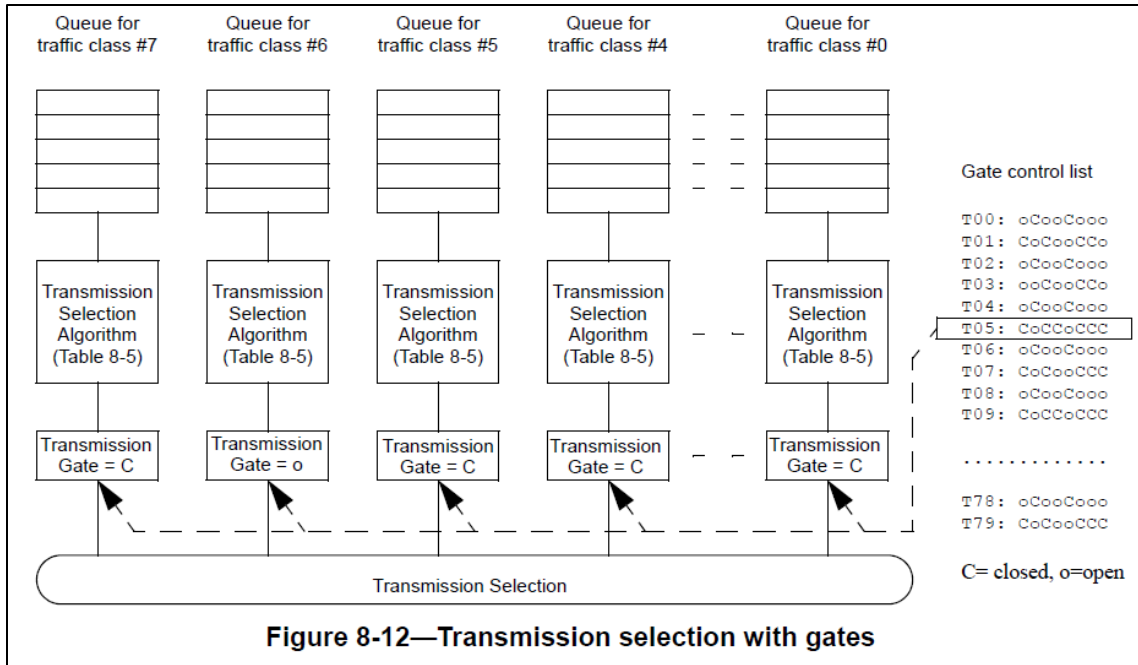 Queue for
traffic class #7
Queue for
traffic class #6
Queue for
traffic class #5
Queue for
traffic class #4
Queue for
traffic class #0
Transmission
Selection
Algorithm
(Table 8-5)
Transmission
Selection
Algorithm
(Table 8-5)
Transmission
Selection
Algorithm
(Table 8-5)
Transmission
Selection
Algorithm
(Table 8-5)
Transmission
Selection
Algorithm
(Table 8-5)
Transmission
Gate = C
Transmission
Gate = o
Transmission
Gate = C
Transmission
Gate = C
Transmission
Gate = C
Transmission Selection
Gate control list
T00: oCooCooo
T01: CoCooCCo
T02: oCooCooo
T03: ooCooCCo
T04: oCooCooo
T05: CoCCoCCC
T06: oCooCooo
T07: CoCooCCC
T08: oCooCooo
T09: CoCCoCCC
.............
T78: oCooCooo
T79: CoCooCCC
C= closed, o=open
Figure 8-12—Transmission selection with gates